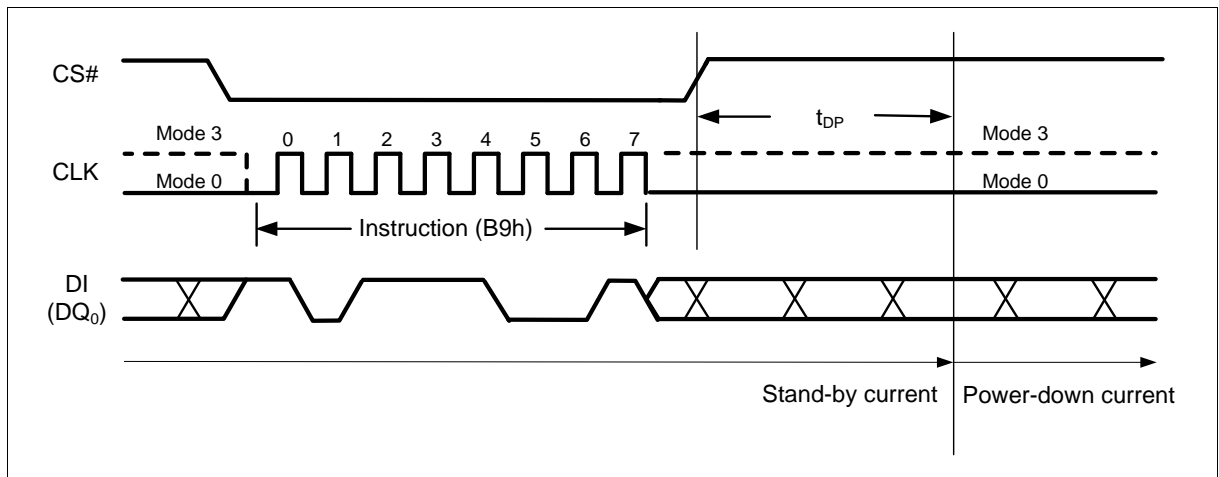 CS#
t_DP
Mode 3
Mode 3
0 1 2 3 4 5 6 7
CLK
Mode 0
Mode 0
Instruction (B9h)
DI
(DQ₀)
Stand-by current
Power-down current